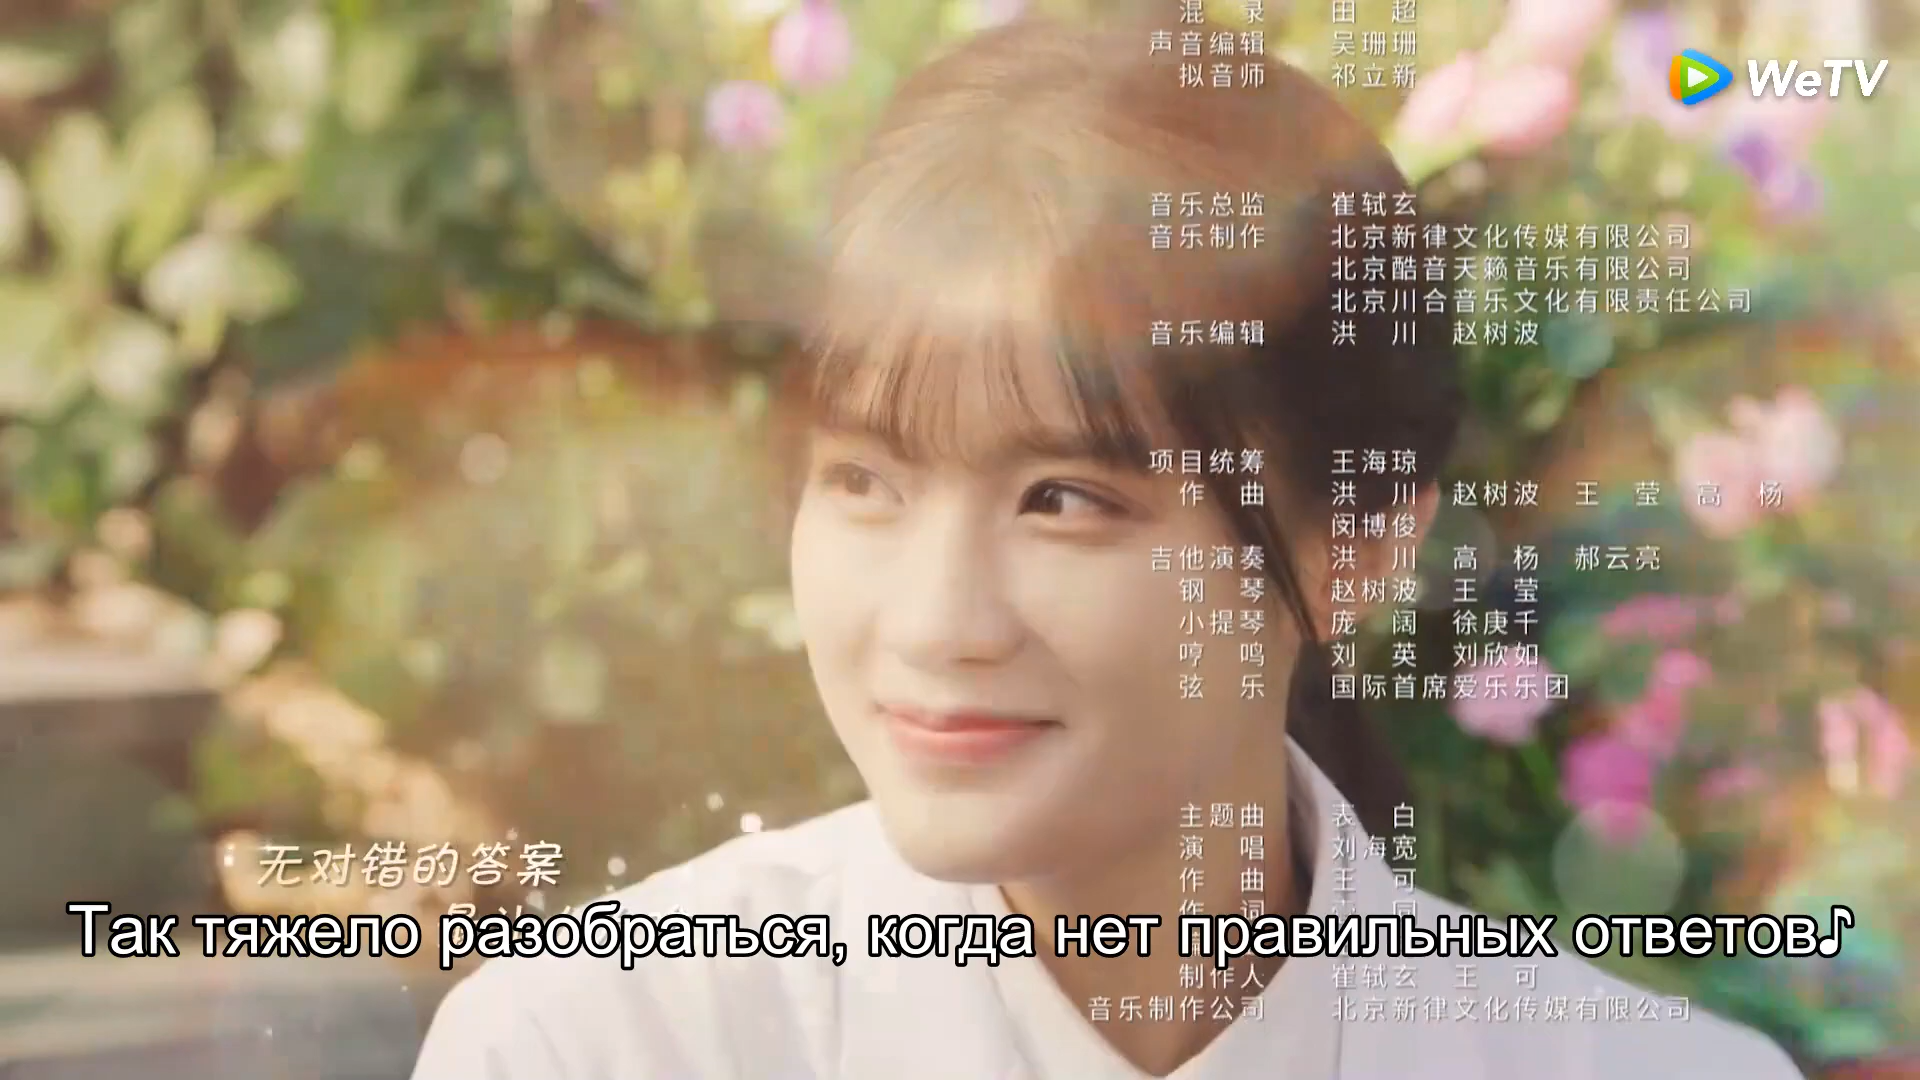 混 录 田 超
声音编辑 吴珊珊
拟音师 祁立新
WeTV
音乐总监 崔轼玄
音乐制作 北京新律文化传媒有限公司
北京酷音天籁音乐有限公司
北京川合音乐文化有限责任公司
音乐编辑 洪 川 赵树波
项目统筹 王海琼
作 曲 洪 川 赵树波 王 莹 高 杨
闵博俊
吉他演奏 洪 川 高 杨 郝云亮
钢 琴 赵树波 王 莹
小提琴 庞 阔 徐庚千
哼 鸣 刘 英 刘欣如
弦 乐 国际首席爱乐乐团
主题曲 表 白
演 唱 刘海宽
作 曲 王 可
作 词
制作人 崔轼玄 王 可
音乐制作公司 北京新律文化传媒有限公司
无对错的答案
Так тяжело разобраться, когда нет правильных ответов♪